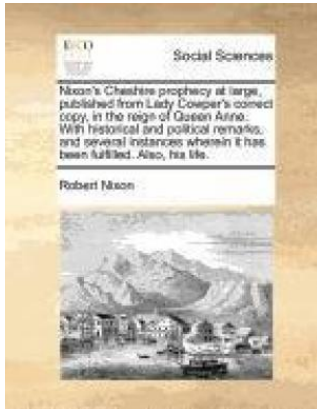 ECCO
Social Sciences
Nixon's Cheshire prophecy at large,
published from Lady Cowper's correct
copy, in the reign of Queen Anne.
With historical and political remarks,
and several instances wherein it has
been fulfilled. Also, his life.
Robert Nixon